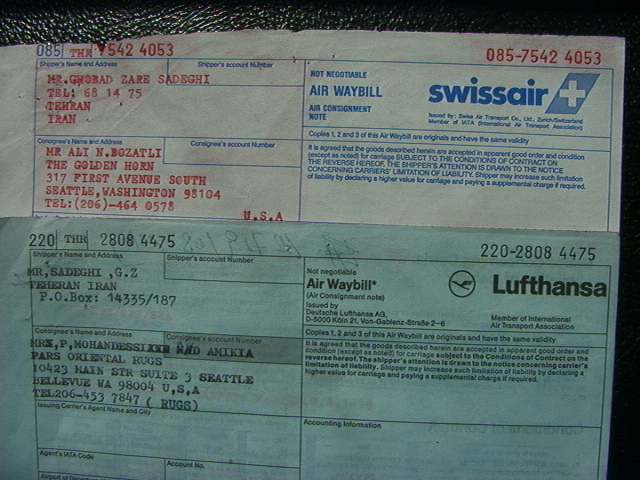 085 THR 7542 4053
085-7542 4053
Shipper's Name and Address
Shipper's account Number
MR.GHOBAD ZARE SADEGHI
TEL: 68 14 75
TEHRAN
IRAN
NOT NEGOTIABLE
AIR WAYBILL
AIR CONSIGNMENT
NOTE
swissair
Issued by: Swiss Air Transport Co., Ltd., Zurich/Switzerland
Member of IATA (International Air Transport Association)
Copies 1, 2 and 3 of this Air Waybill are originals and have the same validity
Consignee's Name and Address
Consignee's account Number
MR ALI N.BOZATLI
THE GOLDEN HORN
317 FIRST AVENUE SOUTH
SEATTLE,WASHINGTON 98104
TEL:(206)-464 0578
U.S.A
It is agreed that the goods described herein are accepted in apparent good order and condition
(except as noted) for carriage SUBJECT TO THE CONDITIONS OF CONTRACT ON
THE REVERSE HEREOF. THE SHIPPER'S ATTENTION IS DRAWN TO THE NOTICE
CONCERNING CARRIERS' LIMITATION OF LIABILITY. Shipper may increase such limitation
of liability by declaring a higher value for carriage and paying a supplemental charge if required.
220 THR 2808 4475
220-2808 4475
Shipper's Name and Address
Shipper's account Number
MR,SADEGHI ,G.Z
TEHERAN IRAN
P.O.Box: 14335/187
Not negotiable
Air Waybill*
(Air Consignment note)
Issued by
Deutsche Lufthansa AG,
D-5000 Köln 21, Von-Gablenz-Straße 2-6
Lufthansa
Member of International
Air Transport Association
Copies 1, 2 and 3 of this Air Waybill are originals and have the same validity
Consignee's Name and Address
Consignee's account Number
AMIKIA
PARS ORIENTAL RUGS
10423 MAIN STR SUITE 3 SEATTLE
BELLEVUE WA 98004 U,S,A
TEL206-453 7847 ( RUGS)
It is agreed that the goods described herein are accepted in apparent good order and
condition (except as noted) for carriage subject to the Conditions of Contract on the
reverse hereof. The shipper's attention is drawn to the notice concerning carrier's
limitation of liability. Shipper may increase such limitation of liability by declaring a
higher value for carriage and paying a supplemental charge if required.
Issuing Carrier's Agent Name and City
Accounting Information
Agent's IATA Code
Account No.